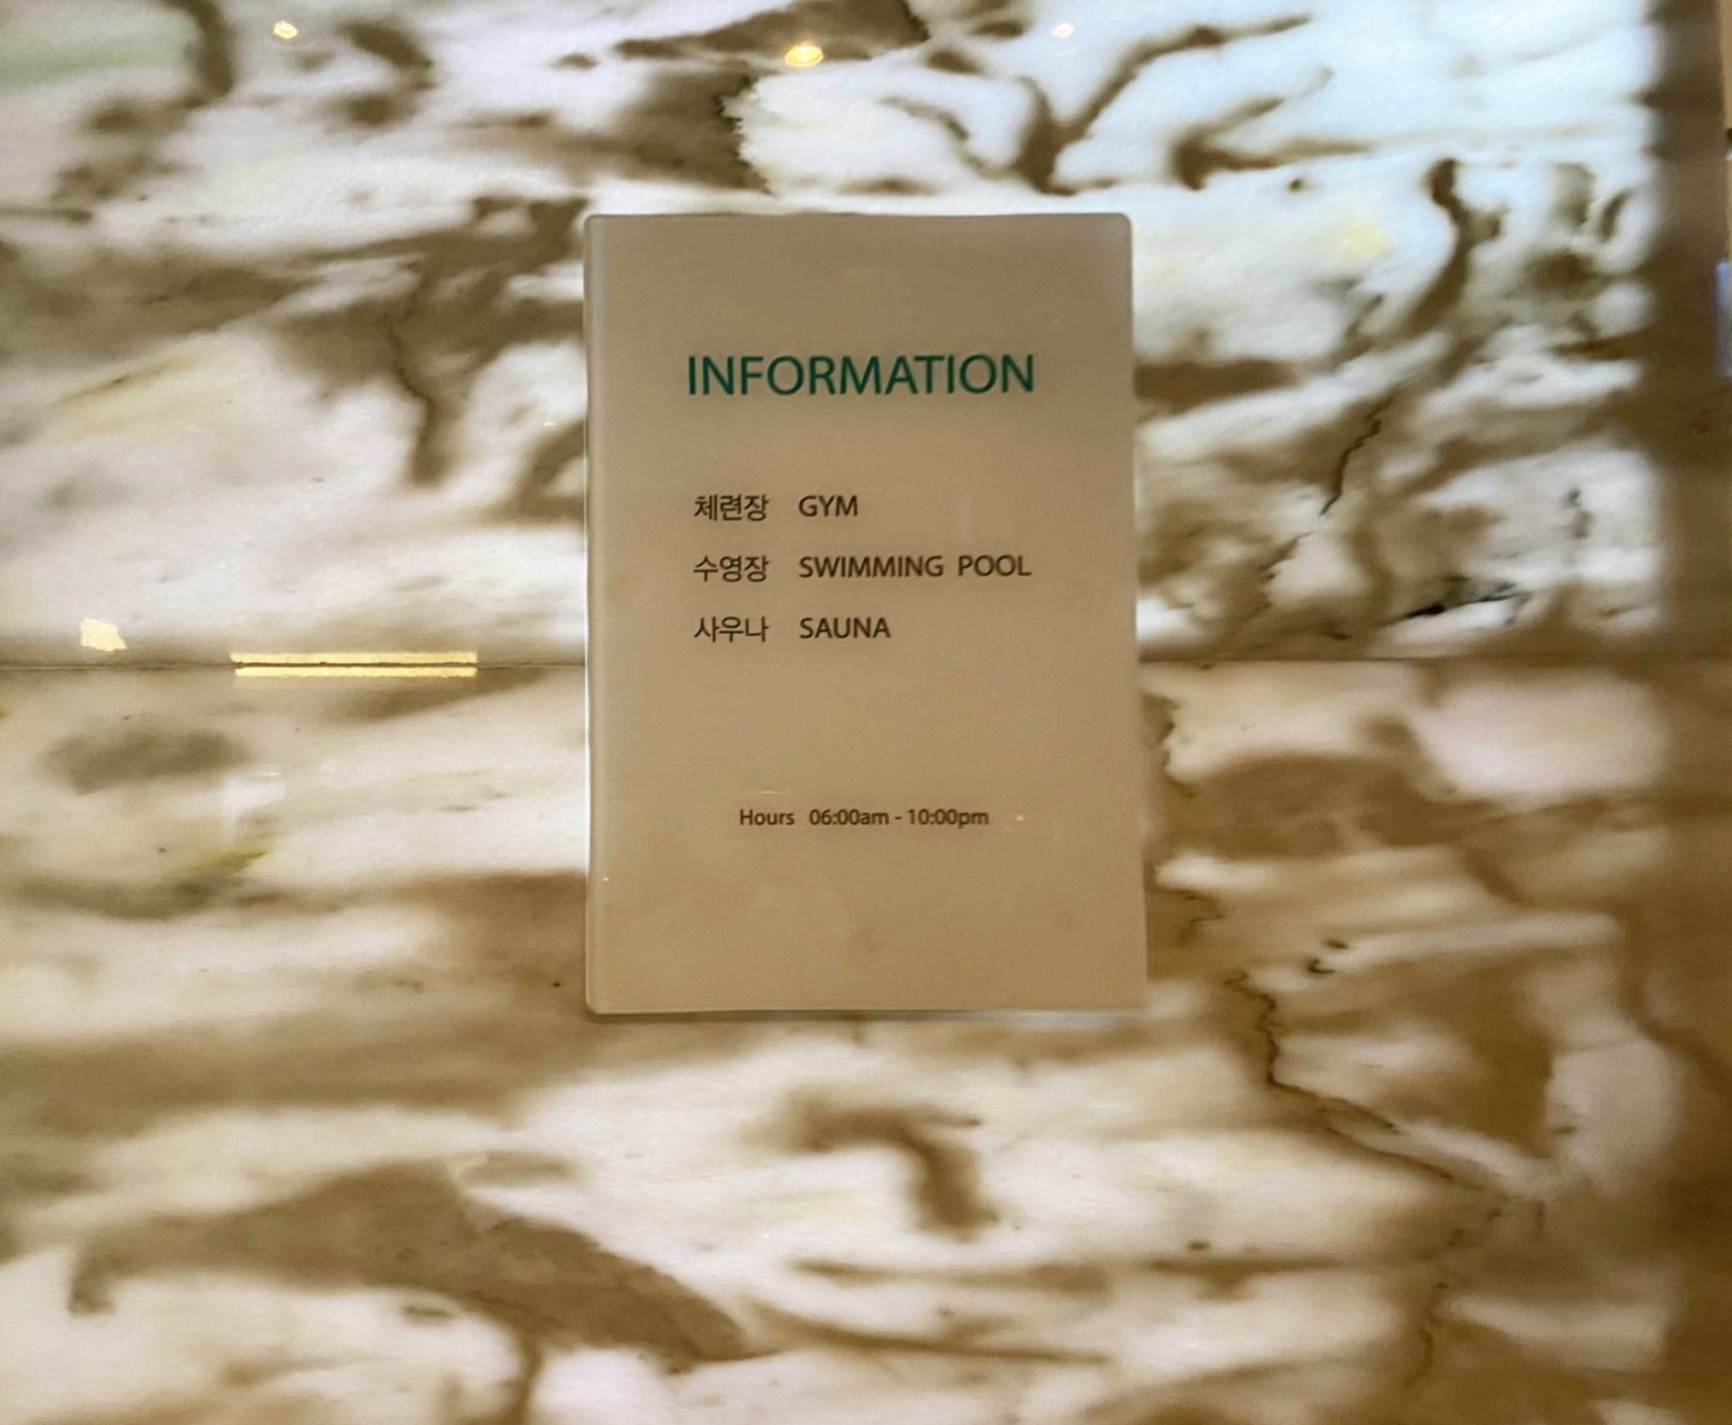 INFORMATION
체련장 GYM
수영장 SWIMMING POOL
사우나 SAUNA
Hours 06:00am - 10:00pm